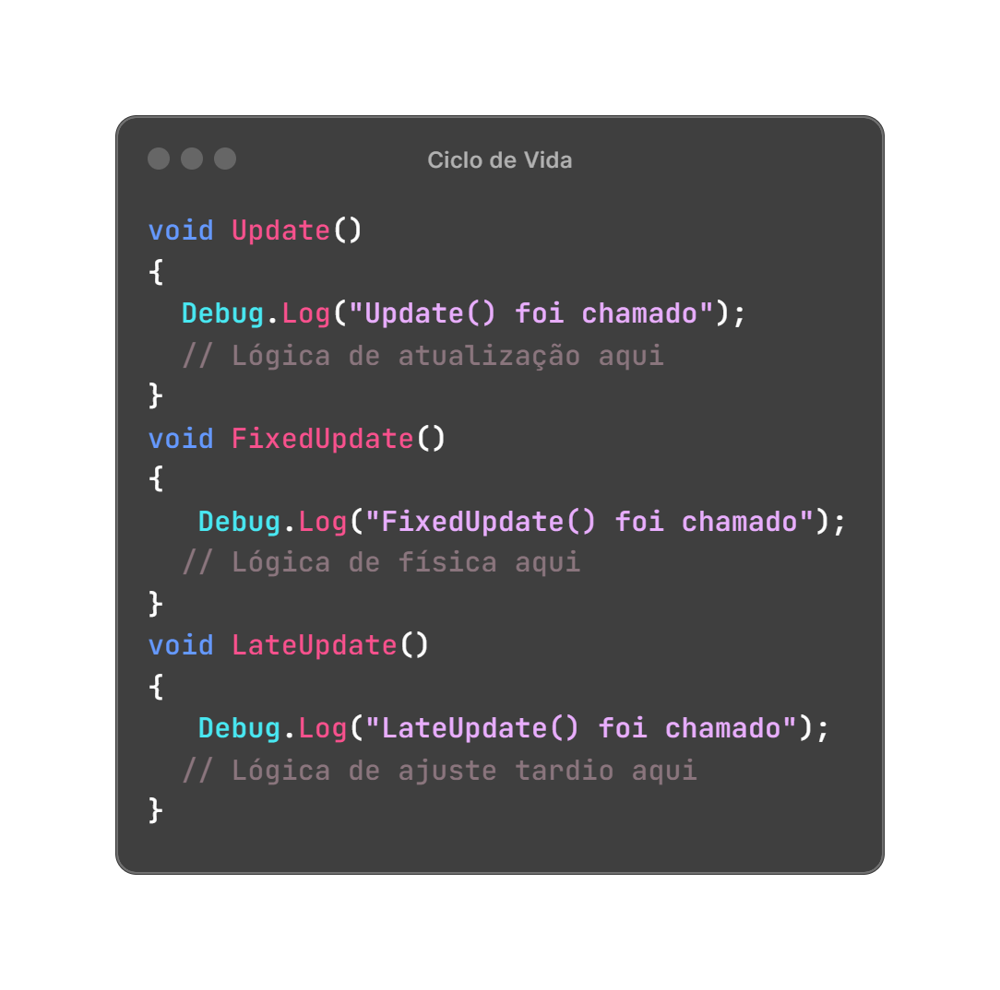 Ciclo de Vida
void Update()
{
  Debug.Log("Update() foi chamado");
  // Lógica de atualização aqui
}
void FixedUpdate()
{
   Debug.Log("FixedUpdate() foi chamado");
  // Lógica de física aqui
}
void LateUpdate()
{
   Debug.Log("LateUpdate() foi chamado");
  // Lógica de ajuste tardio aqui
}